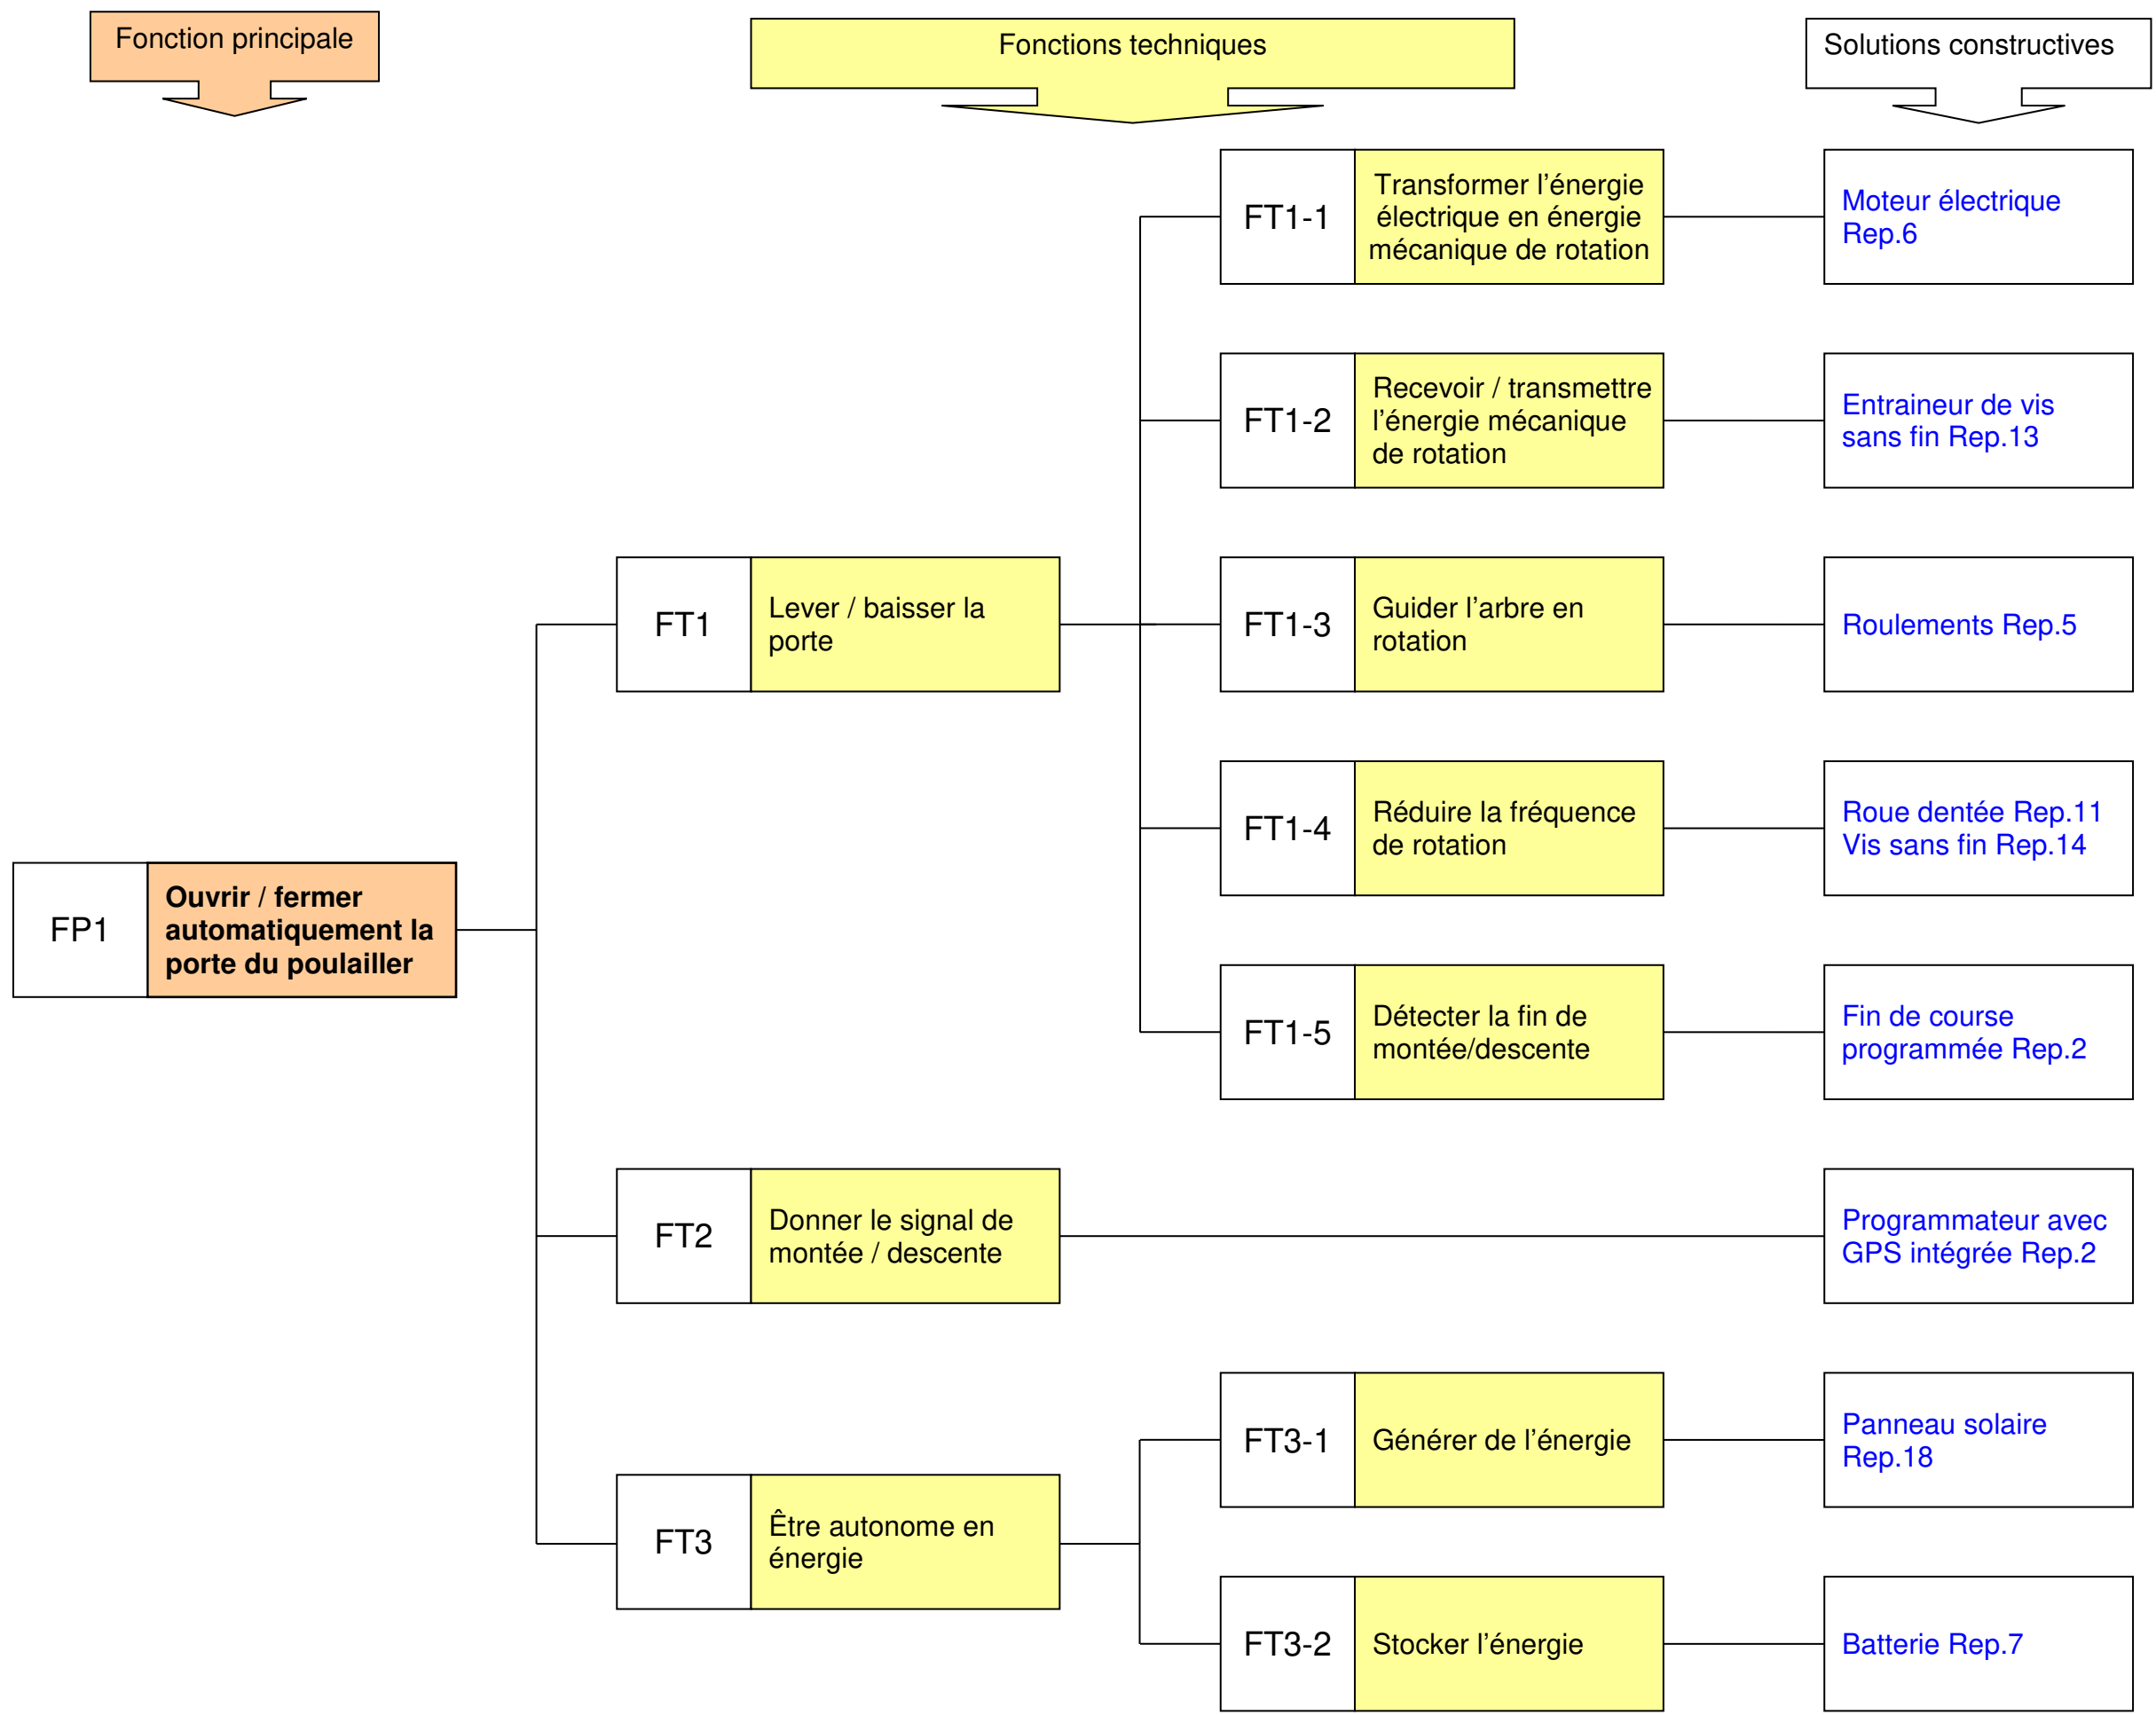 Fonction principale
Fonctions techniques
Solutions constructives
FT1-1
Transformer l’énergie
électrique en énergie
mécanique de rotation
Moteur électrique
Rep.6
FT1-2
Recevoir / transmettre
l’énergie mécanique
de rotation
Entraineur de vis
sans fin Rep.13
FT1
Lever / baisser la
porte
FT1-3
Guider l’arbre en
rotation
Roulements Rep.5
FT1-4
Réduire la fréquence
de rotation
Roue dentée Rep.11
Vis sans fin Rep.14
FP1
Ouvrir / fermer
automatiquement la
porte du poulailler
FT1-5
Détecter la fin de
montée/descente
Fin de course
programmée Rep.2
FT2
Donner le signal de
montée / descente
Programmateur avec
GPS intégrée Rep.2
FT3-1
Générer de l’énergie
Panneau solaire
Rep.18
FT3
Être autonome en
énergie
FT3-2
Stocker l’énergie
Batterie Rep.7